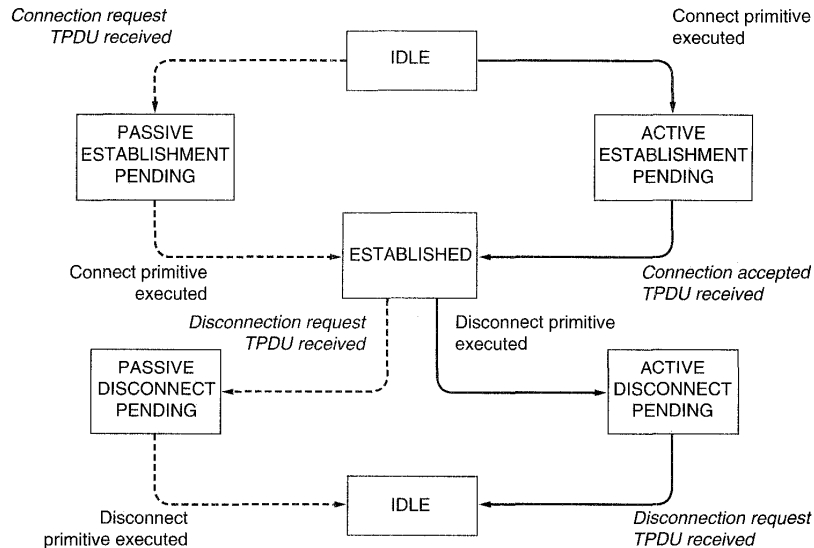 Connection request
TPDU received
Connect primitive
executed
IDLE
PASSIVE
ESTABLISHMENT
PENDING
ACTIVE
ESTABLISHMENT
PENDING
ESTABLISHED
Connect primitive
executed
Connection accepted
TPDU received
Disconnection request
TPDU received
Disconnect primitive
executed
PASSIVE
DISCONNECT
PENDING
ACTIVE
DISCONNECT
PENDING
IDLE
Disconnect
primitive executed
Disconnection request
TPDU received